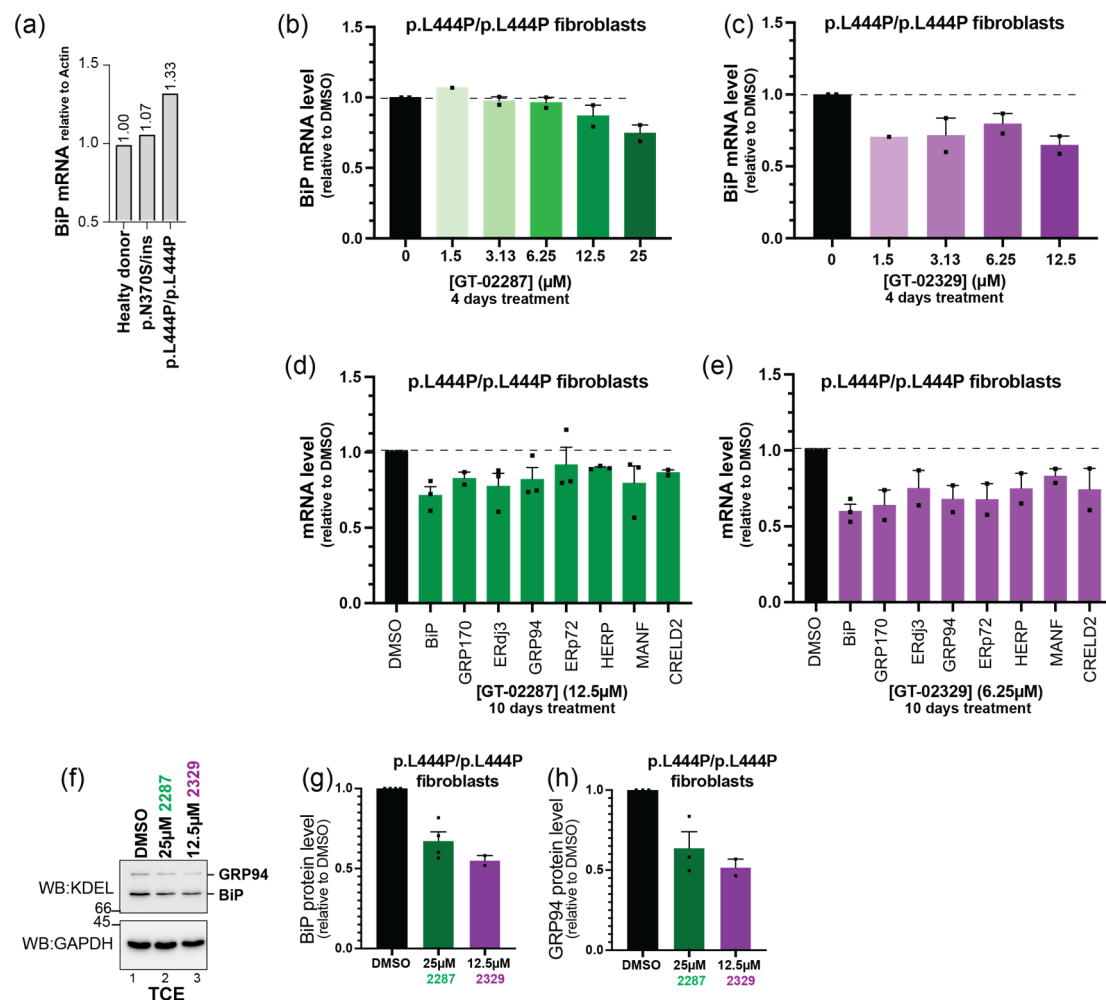 (a)
BiP mRNA relative to Actin
1.5
1.0
0.5
1.00
1.07
1.33
Healty donor
p.N370S/ins
p.L444P/p.L444P
(b)
p.L444P/p.L444P fibroblasts
BiP mRNA level
(relative to DMSO)
1.5
1.0
0.5
0.0
0 1.5 3.13 6.25 12.5 25
[GT-02287] (µM)
4 days treatment
(c)
p.L444P/p.L444P fibroblasts
BiP mRNA level
(relative to DMSO)
1.5
1.0
0.5
0.0
0 1.5 3.13 6.25 12.5
[GT-02329] (µM)
4 days treatment
(d)
p.L444P/p.L444P fibroblasts
mRNA level
(relative to DMSO)
1.5
1.0
0.5
0.0
DMSO
BiP
GRP170
ERdj3
GRP94
ERp72
HERP
MANF
CRELD2
[GT-02287] (12.5µM)
10 days treatment
(e)
p.L444P/p.L444P fibroblasts
mRNA level
(relative to DMSO)
1.5
1.0
0.5
0.0
DMSO
BiP
GRP170
ERdj3
GRP94
ERp72
HERP
MANF
CRELD2
[GT-02329] (6.25µM)
10 days treatment
(f)
DMSO
25µM 2287
12.5µM 2329
WB:KDEL
GRP94
BiP
66
45
WB:GAPDH
1 2 3
TCE
(g)
p.L444P/p.L444P
fibroblasts
BiP protein level
(relative to DMSO)
1.0
0.5
0.0
DMSO 25µM 12.5µM
2287 2329
(h)
p.L444P/p.L444P
fibroblasts
GRP94 protein level
(relative to DMSO)
1.0
0.5
0.0
DMSO 25µM 12.5µM
2287 2329